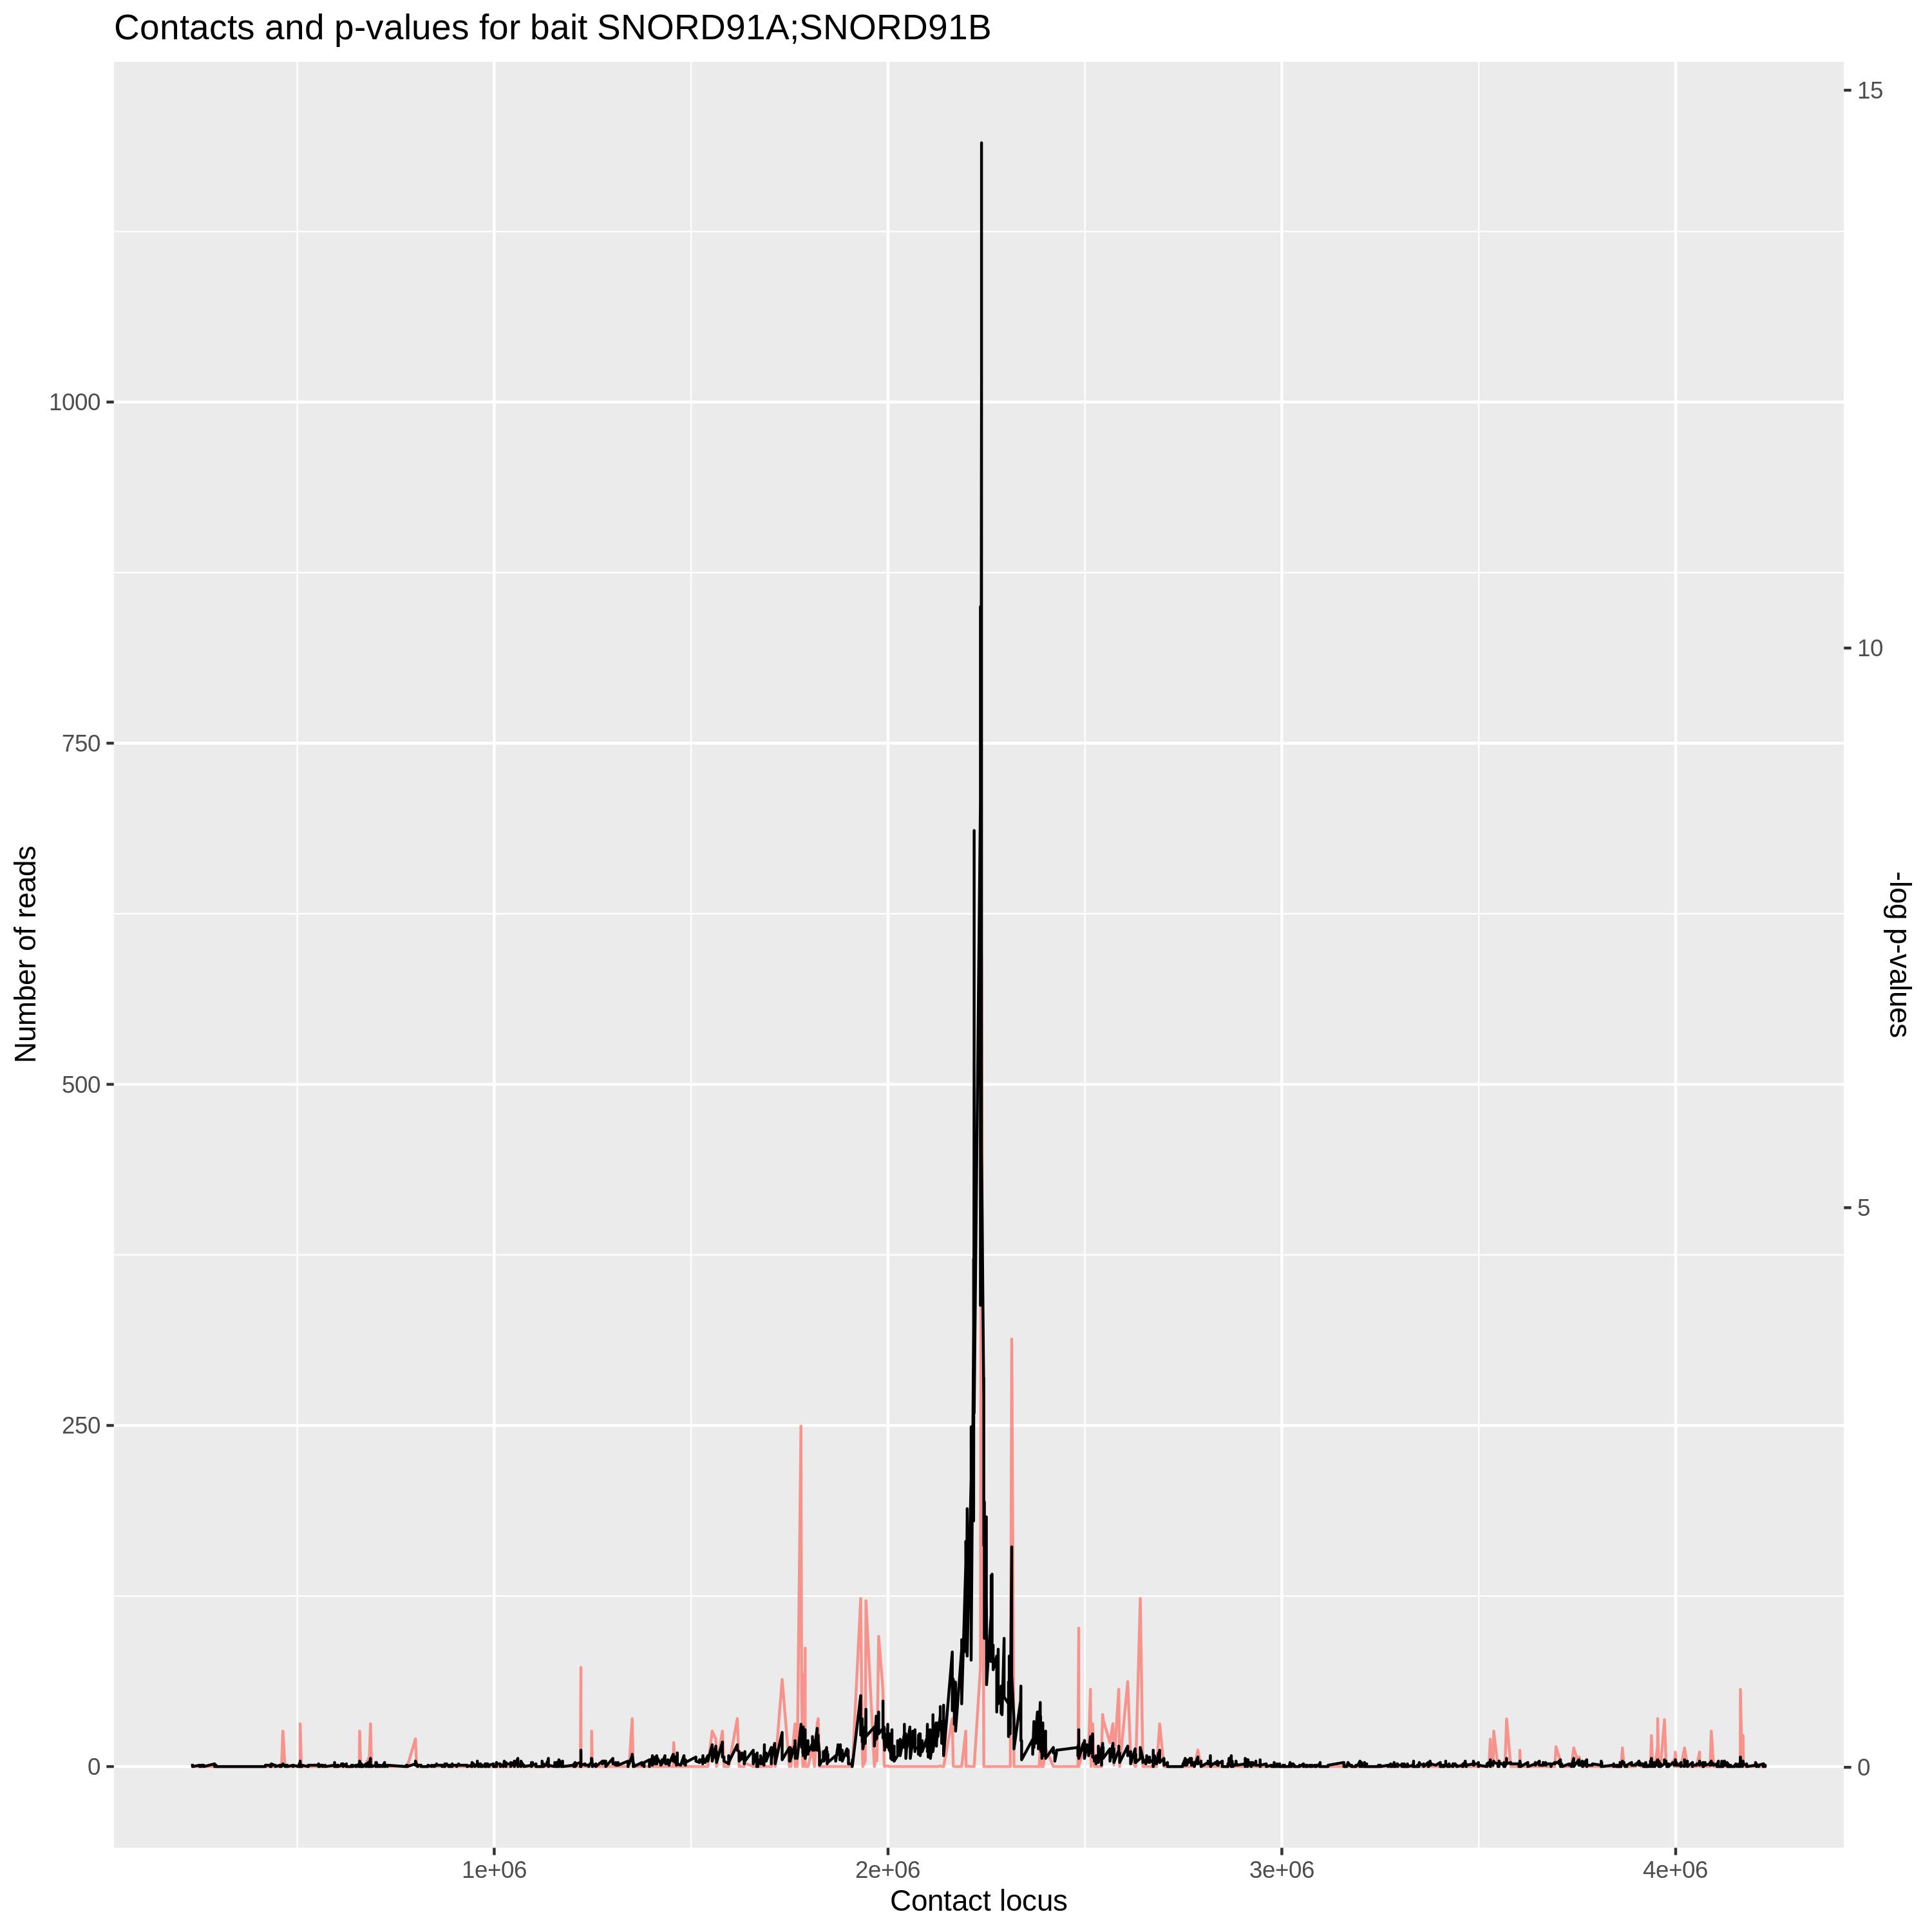 Contacts and p-values for bait SNORD91A;SNORD91B
Number of reads
1000
750
500
250
0
15
10
5
0
-log p-values
1e+06 2e+06 3e+06 4e+06
Contact locus